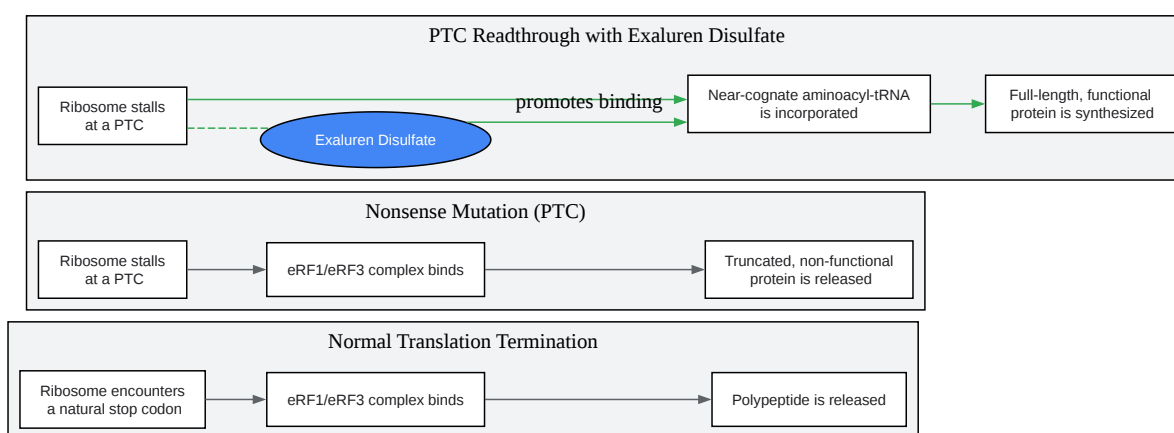 PTC Readthrough with Exaluren Disulfate
Ribosome stalls
at a PTC
Exaluren Disulfate
promotes binding
Near-cognate aminoacyl-tRNA
is incorporated
Full-length, functional
protein is synthesized
Nonsense Mutation (PTC)
Ribosome stalls
at a PTC
eRF1/eRF3 complex binds
Truncated, non-functional
protein is released
Normal Translation Termination
Ribosome encounters
a natural stop codon
eRF1/eRF3 complex binds
Polypeptide is released